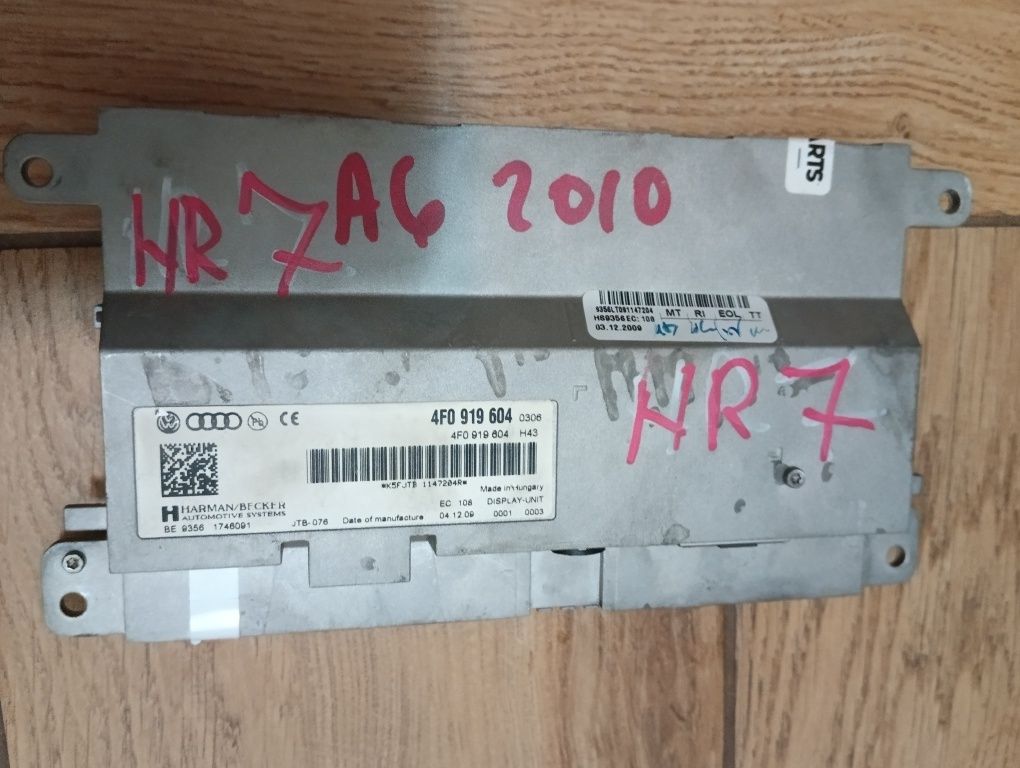 ARTS
HR 7 A6 2010
9356LT091147204
HS9356 EC: 108 MT RI EOL TT
03.12.2009
HR 7
4F0 919 604 0306
4F0 919 604 H43
*K5FJTB 1147204R*
Made in Hungary
HARMAN/BECKER
AUTOMOTIVE SYSTEMS
EC 108 DISPLAY-UNIT
BE 9356 1746091 JTB-076 Date of manufacture 04.12.09 0001 0003